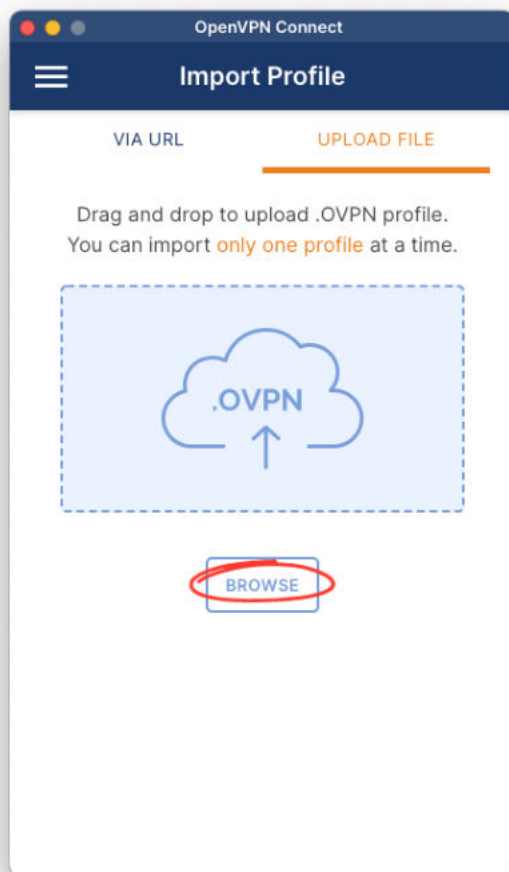 OpenVPN Connect
Import Profile
VIA URL
UPLOAD FILE
Drag and drop to upload .OVPN profile.
You can import only one profile at a time.
.OVPN
BROWSE